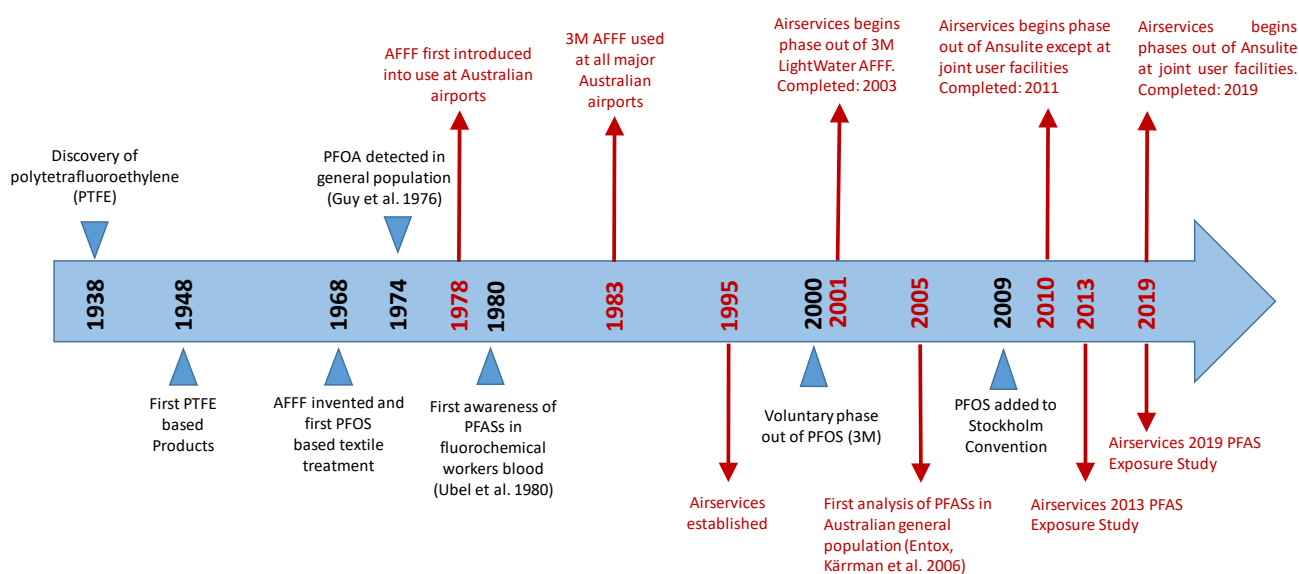 AFFF first introduced
into use at Australian
airports
3M AFFF used
at all major
Australian
airports
Airservices begins
phase out of 3M
LightWater AFFF.
Completed: 2003
Airservices begins phase
out of Ansulite except at
joint user facilities
Completed: 2011
Airservices begins
phases out of Ansulite
at joint user facilities.
Completed: 2019
Discovery of
polytetrafluoroethylene
(PTFE)
PFOA detected in
general population
(Guy et al. 1976)
1938
1948
1968
1974
1978
1980
1983
1995
2000
2001
2005
2009
2010
2013
2019
First PTFE
based
Products
AFFF invented and
first PFOS
based textile
treatment
First awareness of
PFASs in
fluorochemical
workers blood
(Ubel et al. 1980)
Airservices
established
Voluntary phase
out of PFOS (3M)
First analysis of PFASs in
Australian general
population (Entox,
Kärrman et al. 2006)
PFOS added to
Stockholm
Convention
Airservices 2013 PFAS
Exposure Study
Airservices 2019 PFAS
Exposure Study